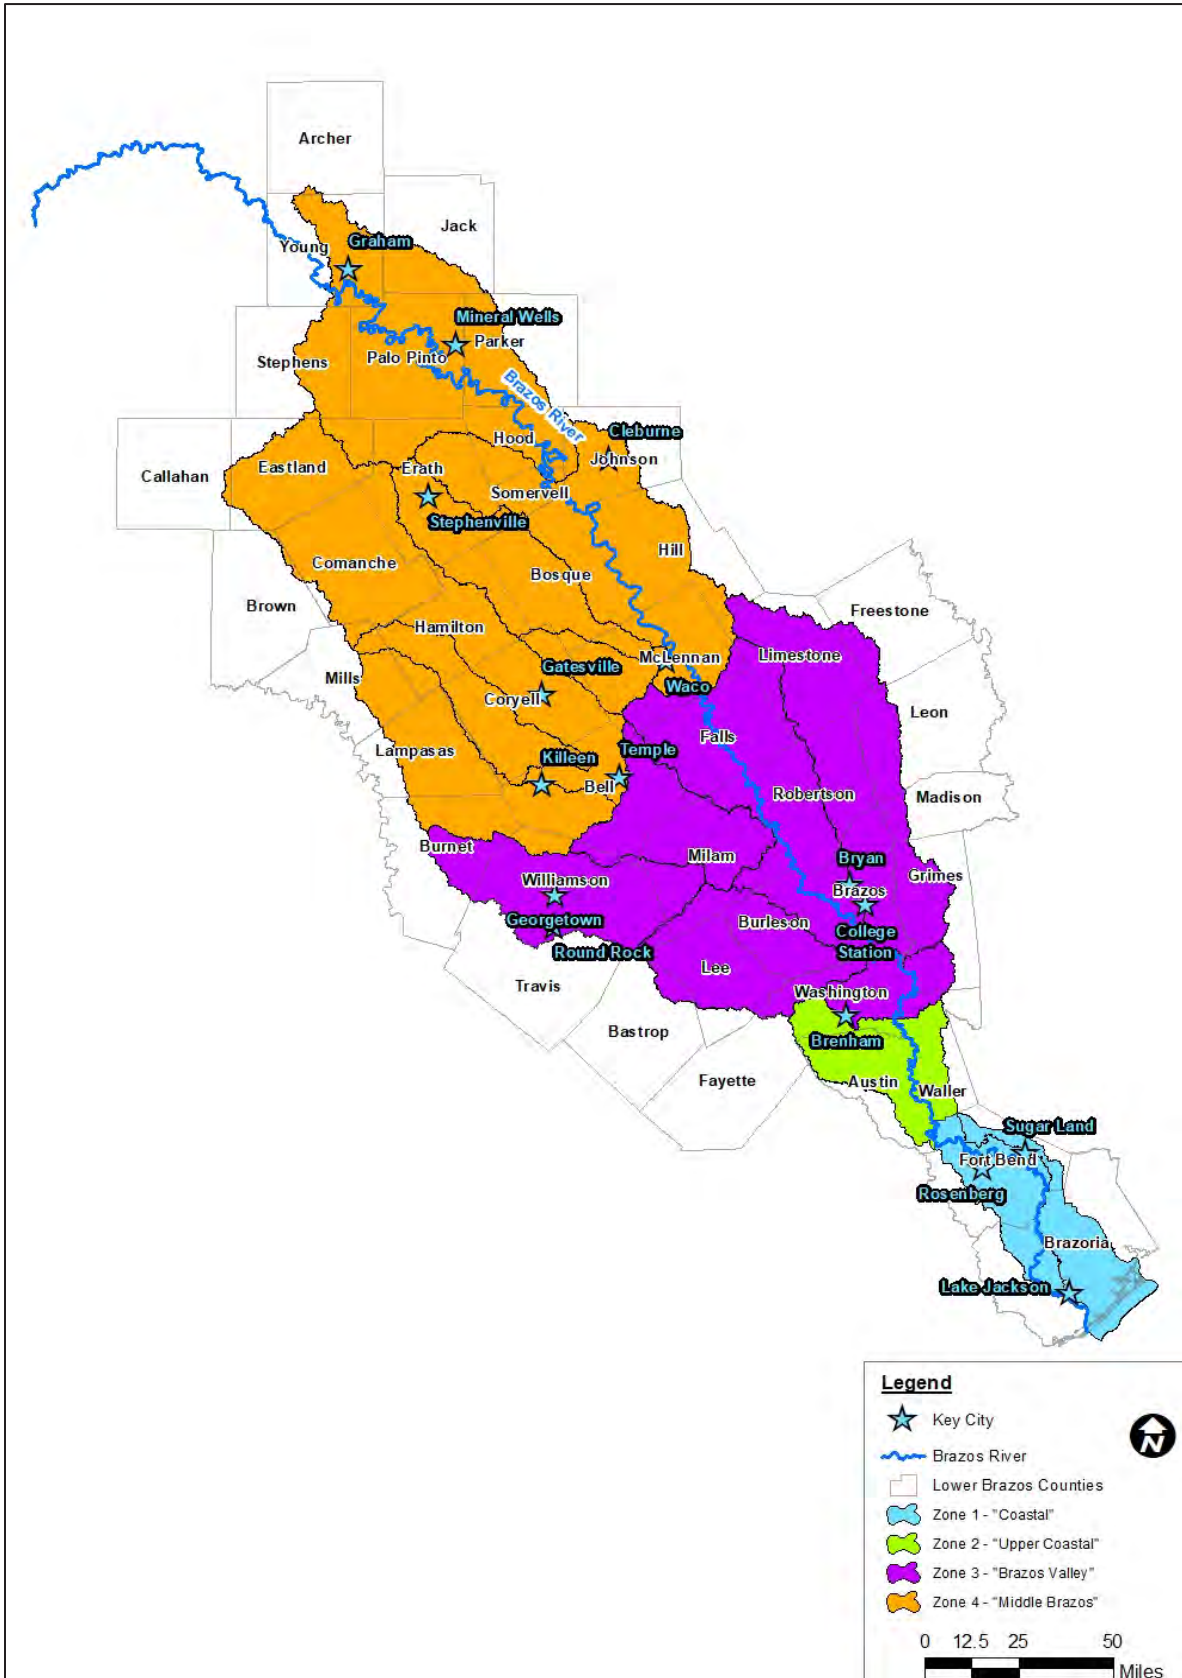 Archer
Jack
Young
Graham
Mineral Wells
Parker
Stephens
Palo Pinto
Brazos River
Hood
Cleburne
Johnson
Callahan
Eastland
Erath
Somervell
Stephenville
Hill
Comanche
Bosque
Brown
Freestone
Hamilton
Limestone
McLennan
Gatesville
Mills
Waco
Coryell
Leon
Falls
Lampasas
Killeen
Temple
Bell
Robertson
Madison
Burnet
Milam
Bryan
Grimes
Williamson
Brazos
Georgetown
Burleson
College
Station
Round Rock
Lee
Travis
Washington
Bastrop
Brenham
Fayette
Austin
Waller
Sugar Land
Fort Bend
Rosenberg
Brazoria
Lake Jackson
Legend
Key City
N
Brazos River
Lower Brazos Counties
Zone 1 - "Coastal"
Zone 2 - "Upper Coastal"
Zone 3 - "Brazos Valley"
Zone 4 - "Middle Brazos"
0 12.5 25 50
Miles